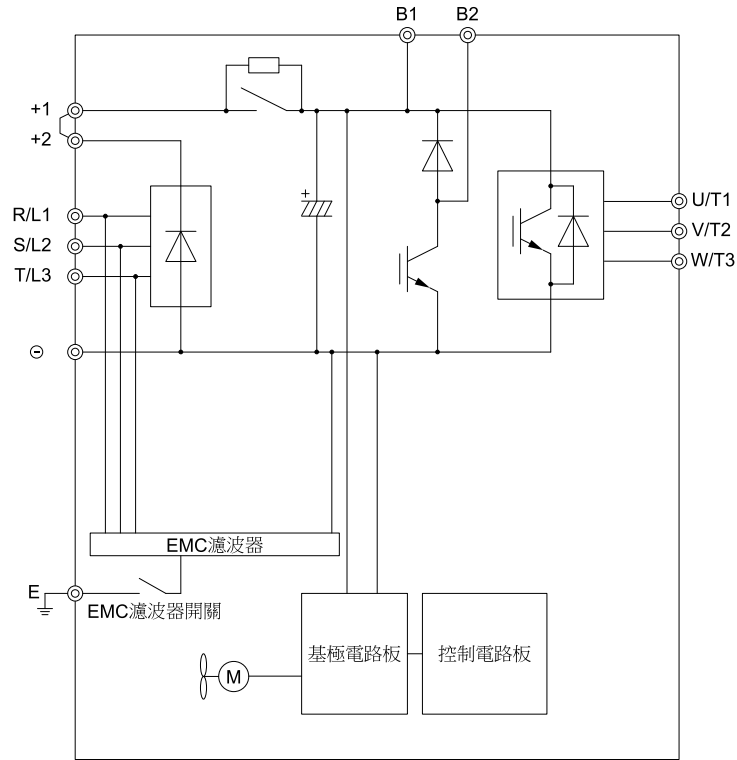 B1 B2
+1
+2
+
R/L1
S/L2
T/L3
U/T1
V/T2
W/T3
⊖
EMC濾波器
E
EMC濾波器開關
基極電路板
控制電路板
M